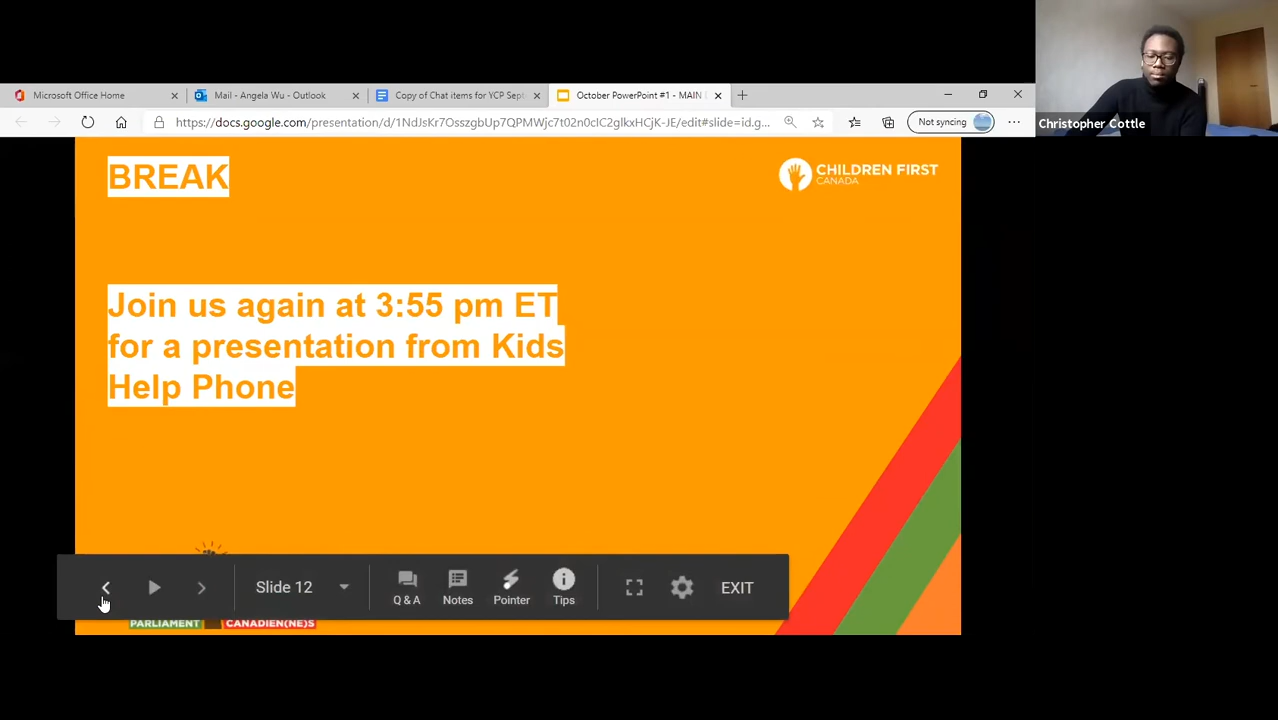 Microsoft Office Home
Mail - Angela Wu - Outlook
Copy of Chat items for YCP Sept
October PowerPoint #1 - MAIN
https://docs.google.com/presentation/d/1NdJsKr7OsszgbUp7QPMWjc7t02n0cIC2glkxHCjK-JE/edit#slide=id.g...
Not syncing
Christopher Cottle
BREAK
CHILDREN FIRST
CANADA
Join us again at 3:55 pm ET
for a presentation from Kids
Help Phone
Slide 12
Q & A
Notes
Pointer
Tips
EXIT
PARLIAMENT
CANADIEN(NE)S